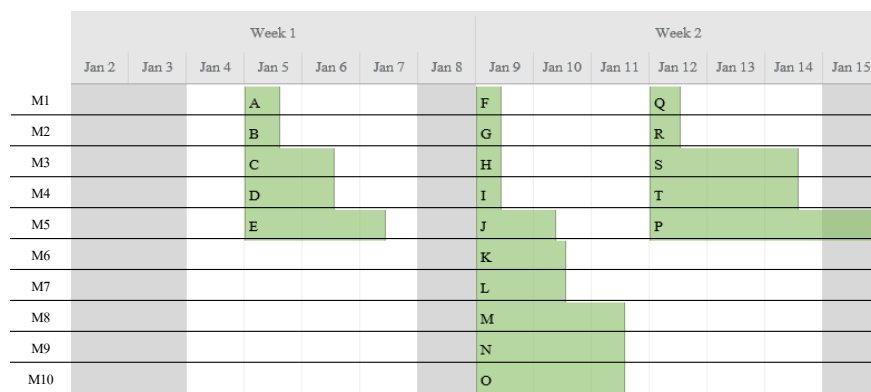 Week 1 Week 2
Jan 2 Jan 3 Jan 4 Jan 5 Jan 6 Jan 7 Jan 8 Jan 9 Jan 10 Jan 11 Jan 12 Jan 13 Jan 14 Jan 15
M1 A F Q
M2 B G R
M3 C H S
M4 D I T
M5 E J P
M6 K
M7 L
M8 M
M9 N
M10 O